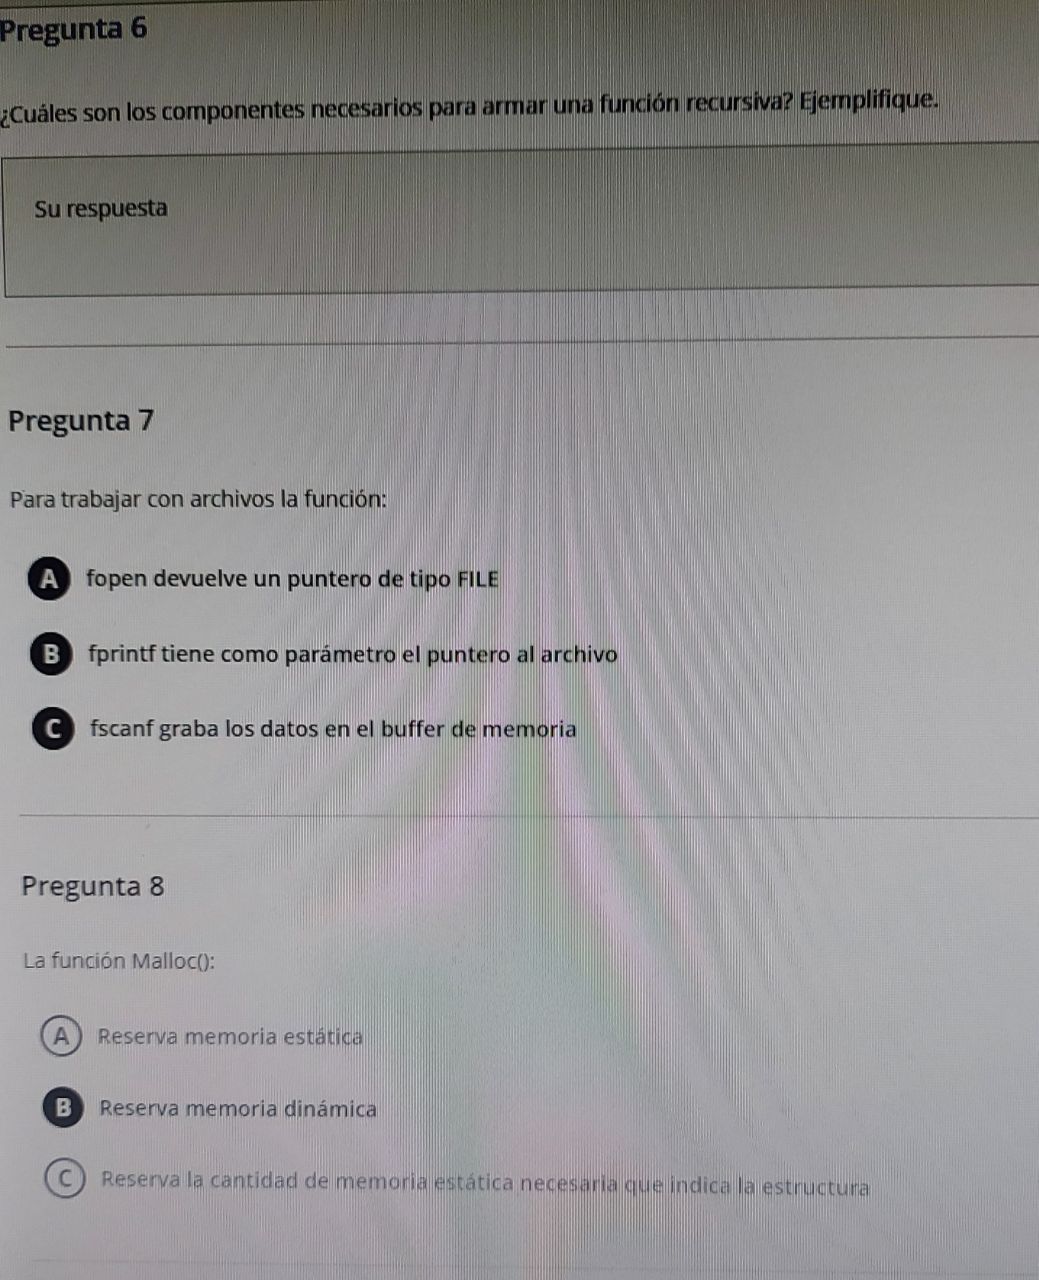 Pregunta 6
¿Cuáles son los componentes necesarios para armar una función recursiva? Ejemplifique.
Su respuesta
Pregunta 7
Para trabajar con archivos la función:
A fopen devuelve un puntero de tipo FILE
B fprintf tiene como parámetro el puntero al archivo
C fscanf graba los datos en el buffer de memoria
Pregunta 8
La función Malloc():
A Reserva memoria estática
B Reserva memoria dinámica
C Reserva la cantidad de memoria estática necesaria que indica la estructura